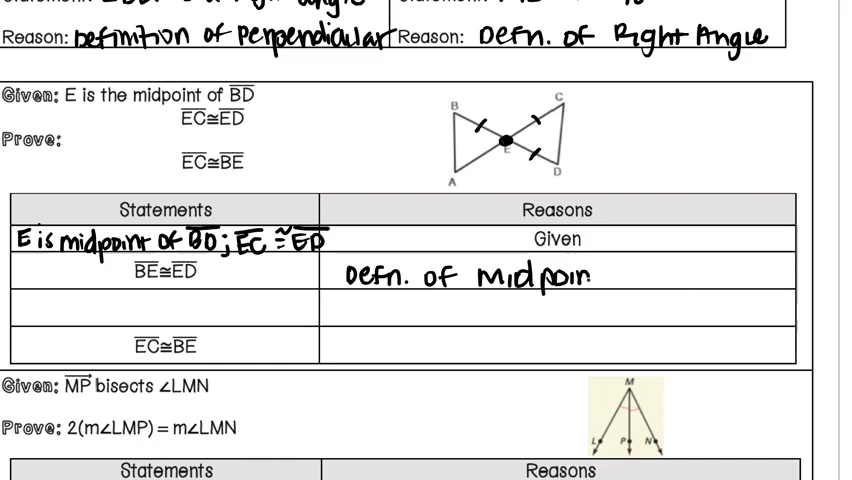 Reason: Definition of Perpendicular
Reason: Defn. of Right Angle
Given: E is the midpoint of BD
EC≅ED
Prove:
EC≅BE
B
C
E
A
D
Statements
Reasons
E is midpoint of BD; EC ≅ ED
Given
BE≅ED
Defn. of midpoin
EC≅BE
Given: MP bisects ∠LMN
Prove: 2(m∠LMP) = m∠LMN
M
L P N
Statements
Reasons